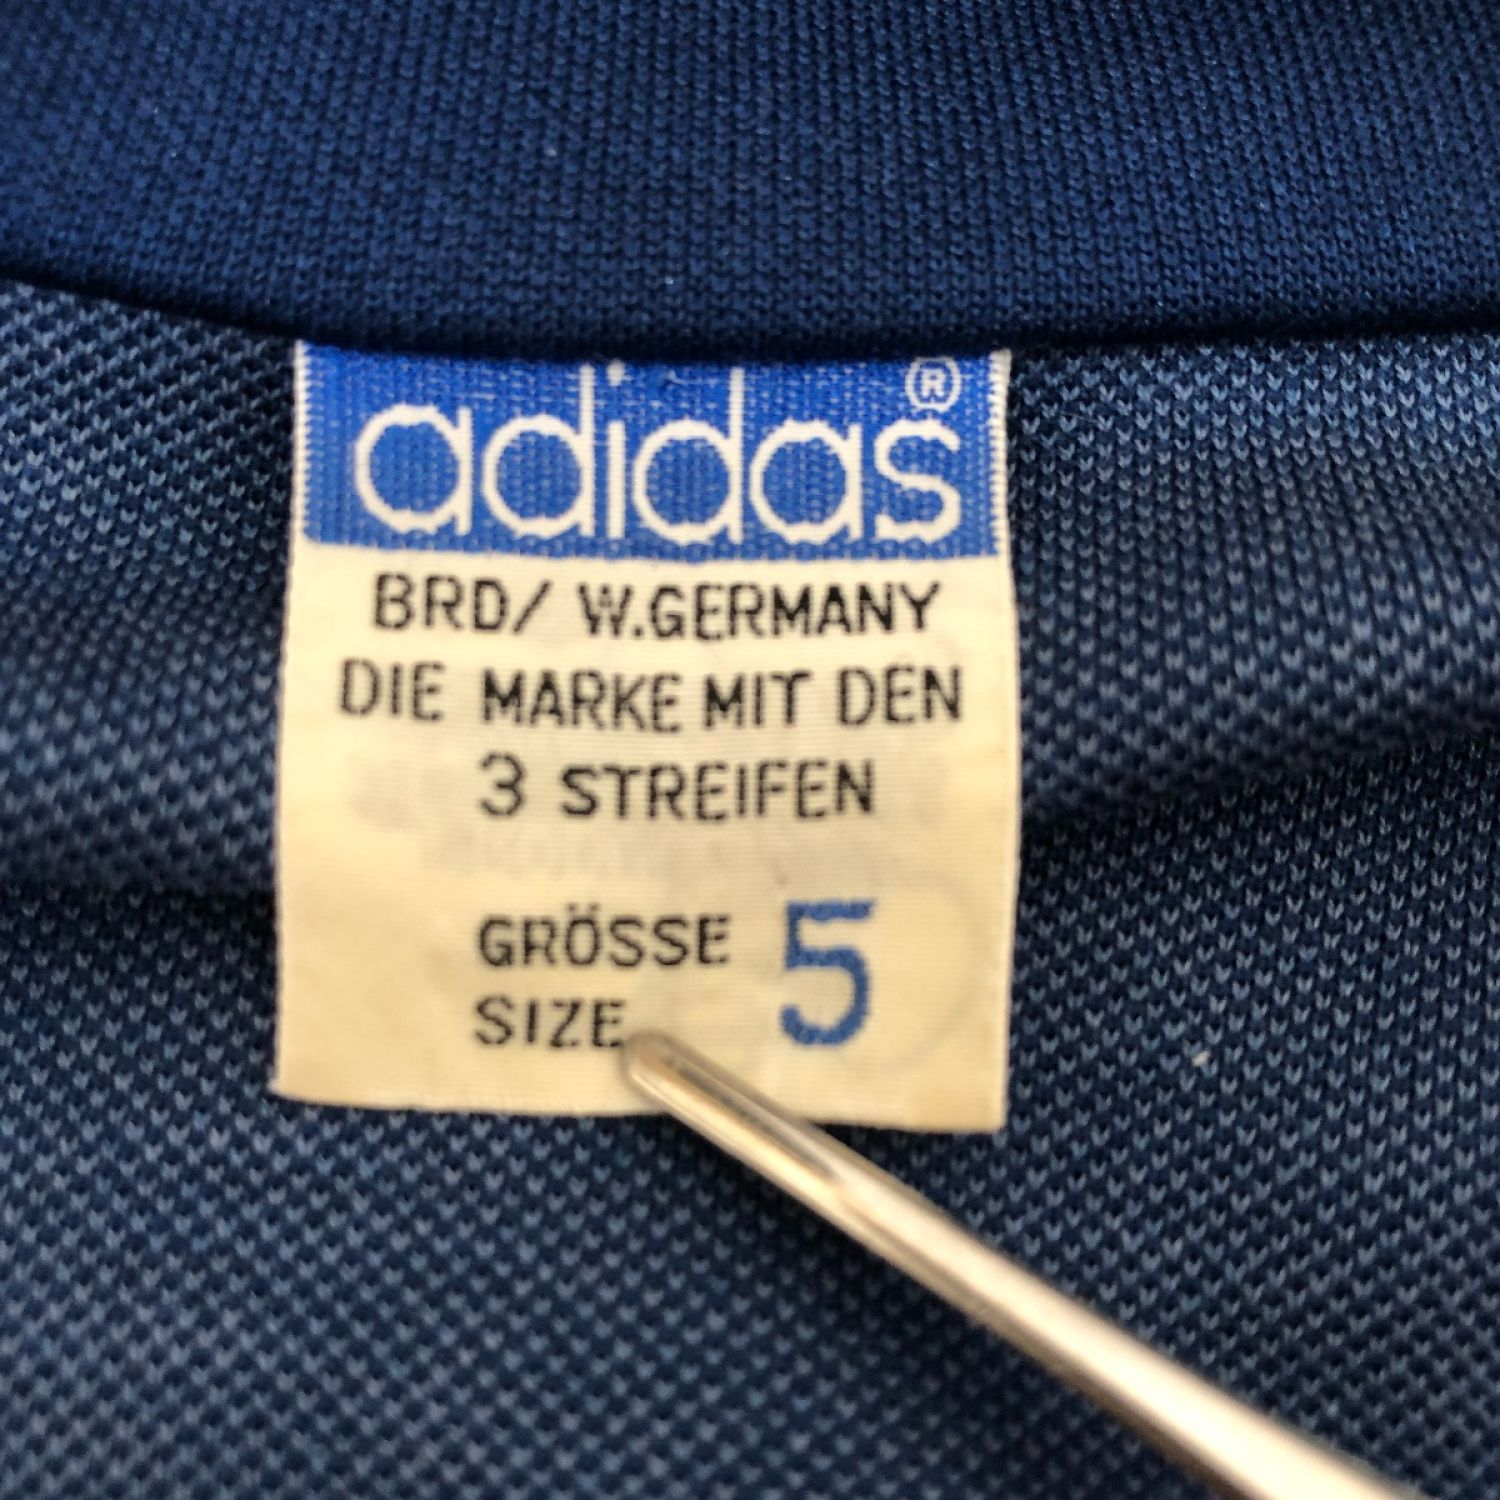 adidas®
BRD/ W.GERMANY
DIE MARKE MIT DEN
3 STREIFEN
GRÖSSE 5
SIZE